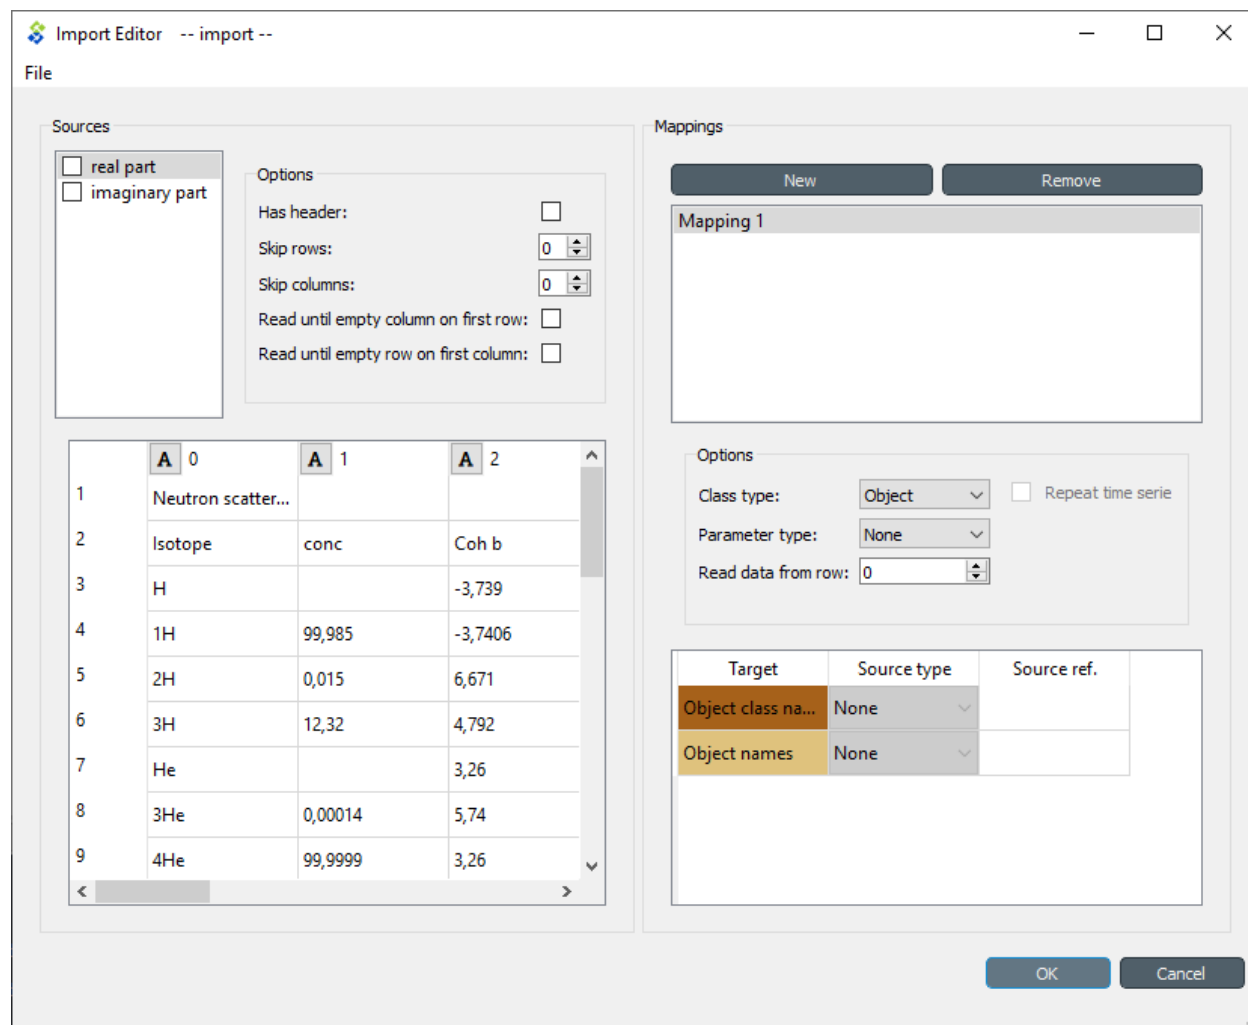 Import Editor -- import --
File
Sources
real part
imaginary part
Options
Has header:
Skip rows: 0
Skip columns: 0
Read until empty column on first row:
Read until empty row on first column:
A 0 A 1 A 2
1 Neutron scatter...
2 Isotope conc Coh b
3 H -3,739
4 1H 99,985 -3,7406
5 2H 0,015 6,671
6 3H 12,32 4,792
7 He 3,26
8 3He 0,00014 5,74
9 4He 99,9999 3,26
Mappings
New Remove
Mapping 1
Options
Class type: Object Repeat time serie
Parameter type: None
Read data from row: 0
Target Source type Source ref.
Object class na... None
Object names None
OK Cancel